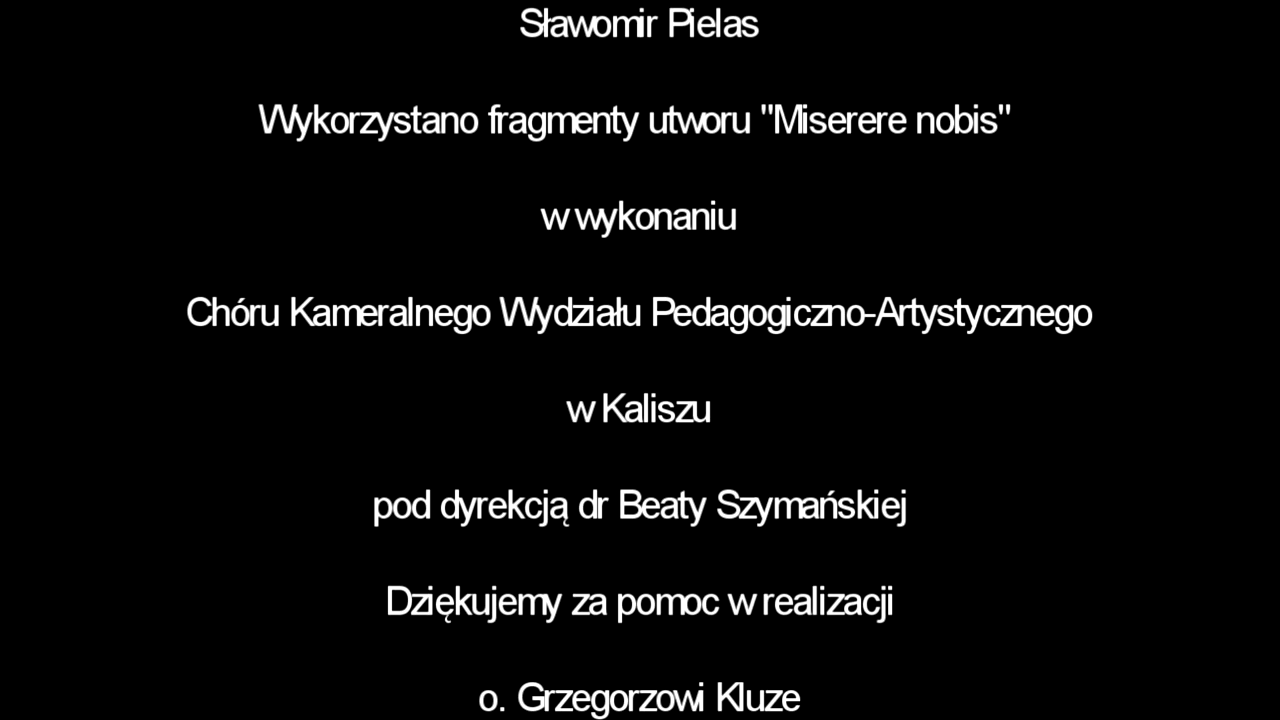 Sławomir Pielas
Wykorzystano fragmenty utworu "Miserere nobis"
w wykonaniu
Chóru Kameralnego Wydziału Pedagogiczno-Artystycznego
w Kaliszu
pod dyrekcją dr Beaty Szymańskiej
Dziękujemy za pomoc w realizacji
o. Grzegorzowi Kluze